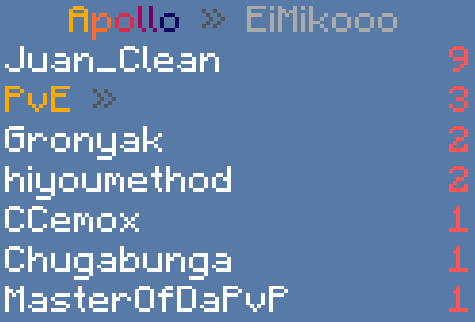 Apollo » EiMikooo
Juan_Clean 9
PvE » 3
Gronyak 2
hiyoumethod 2
CCemox 1
Chugabunga 1
MasterOfDaPvP 1